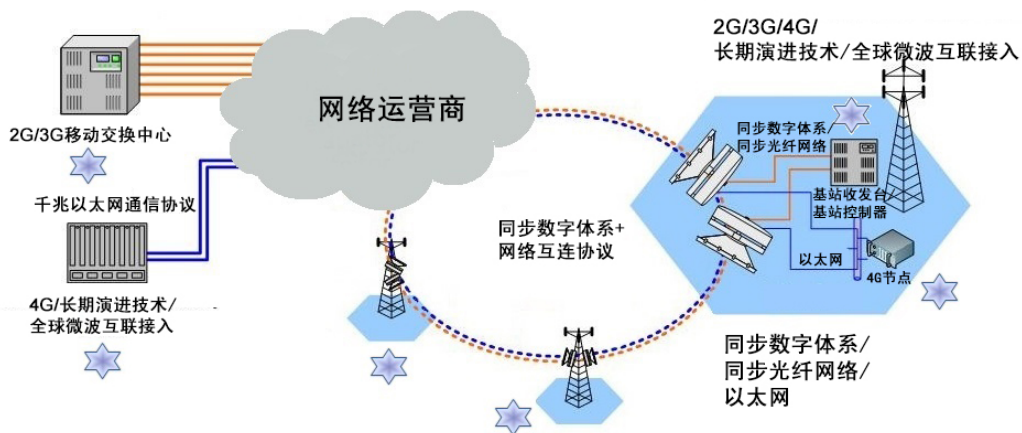 2G/3G/4G/
长期演进技术/全球微波互联接入
网络运营商
2G/3G移动交换中心
同步数字体系/
同步光纤网络
基站收发台
基站控制器
千兆以太网通信协议
同步数字体系+
网络互连协议
以太网
4G节点
4G/长期演进技术/
全球微波互联接入
同步数字体系/
同步光纤网络/
以太网